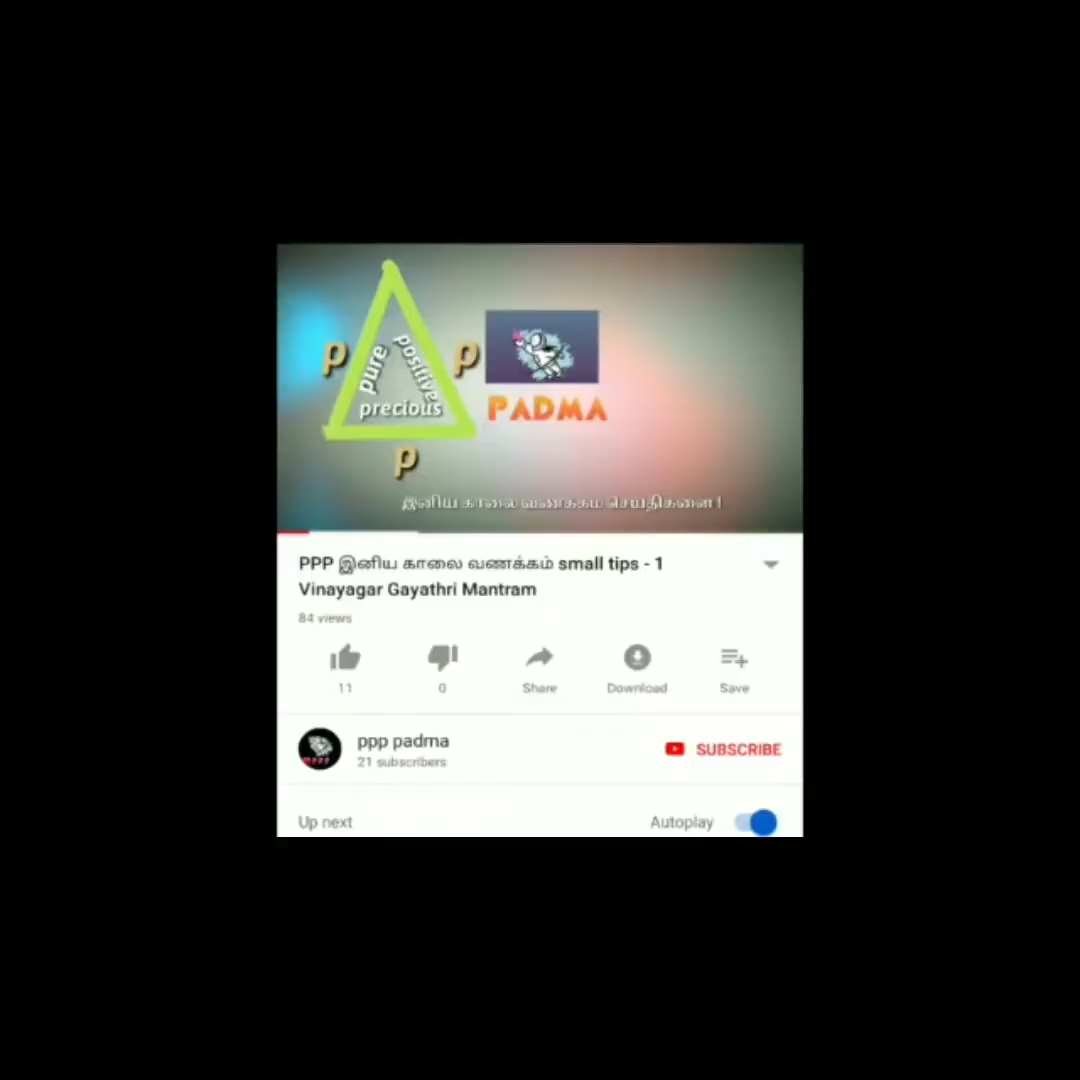 p
pure
positive
p
precious
PADMA
p
இனிய காலை வணக்கம் செய்திகளை !
PPP இனிய காலை வணக்கம் small tips - 1
Vinayagar Gayathri Mantram
84 views
11
0
Share
Download
Save
ppp padma
21 subscribers
SUBSCRIBE
Up next
Autoplay